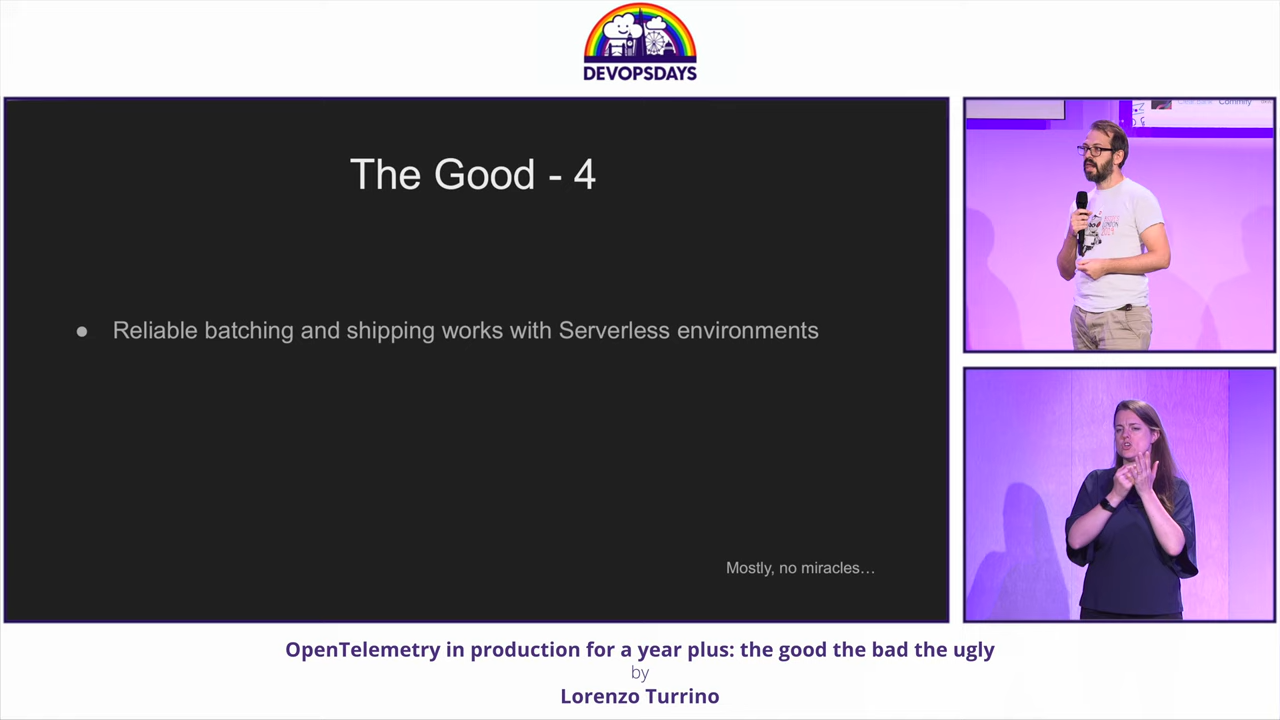 DEVOPSDAYS
The Good - 4
● Reliable batching and shipping works with Serverless environments
Mostly, no miracles…
OpenTelemetry in production for a year plus: the good the bad the ugly
by
Lorenzo Turrino